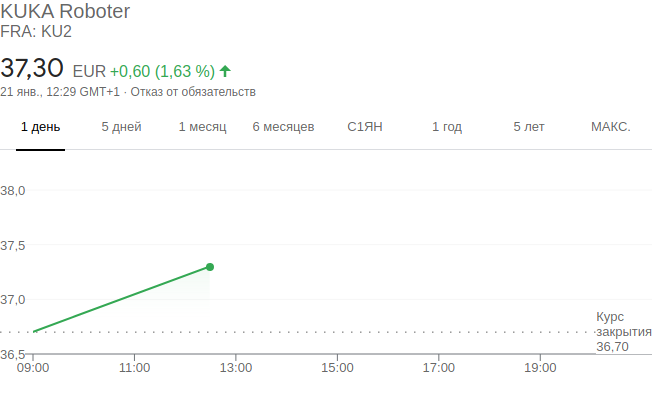 KUKA Roboter
FRA: KU2
37,30 EUR +0,60 (1,63 %)
21 янв., 12:29 GMT+1 · Отказ от обязательств
1 день 5 дней 1 месяц 6 месяцев С1ЯН 1 год 5 лет МАКС.
38,0
37,5
37,0
Курс
закрытия
36,70
36,5
09:00 11:00 13:00 15:00 17:00 19:00